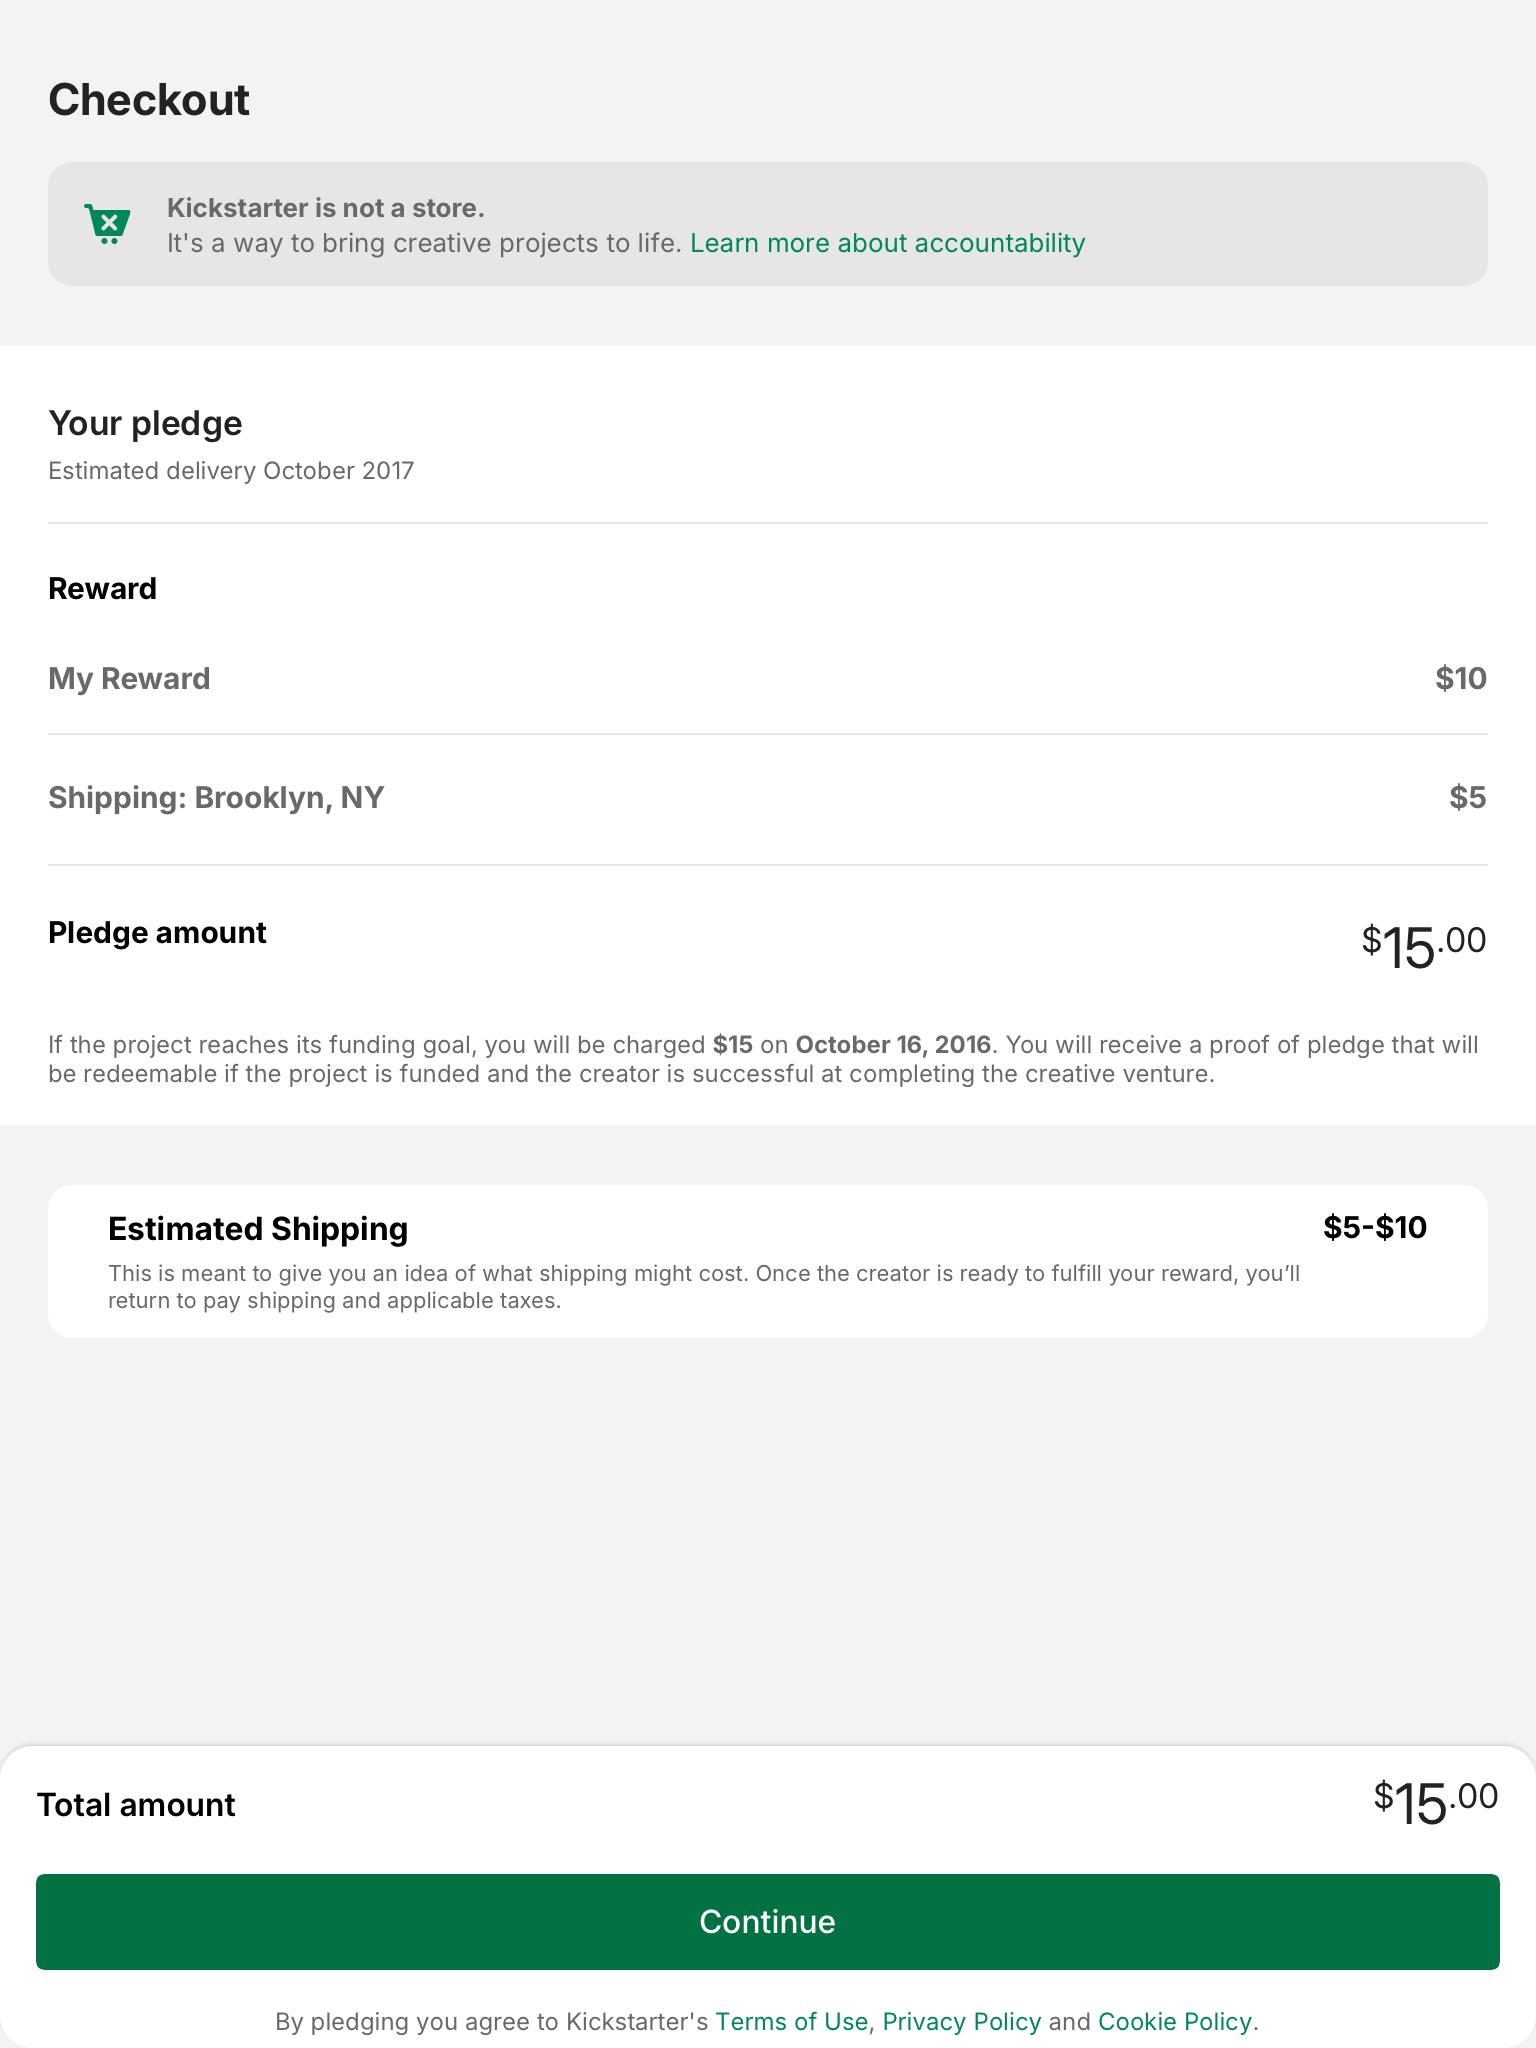 Checkout
Kickstarter is not a store.
It's a way to bring creative projects to life. Learn more about accountability
Your pledge
Estimated delivery October 2017
Reward
My Reward $10
Shipping: Brooklyn, NY $5
Pledge amount $15.00
If the project reaches its funding goal, you will be charged $15 on October 16, 2016. You will receive a proof of pledge that will
be redeemable if the project is funded and the creator is successful at completing the creative venture.
Estimated Shipping $5-$10
This is meant to give you an idea of what shipping might cost. Once the creator is ready to fulfill your reward, you’ll
return to pay shipping and applicable taxes.
Total amount $15.00
Continue
By pledging you agree to Kickstarter's Terms of Use, Privacy Policy and Cookie Policy.